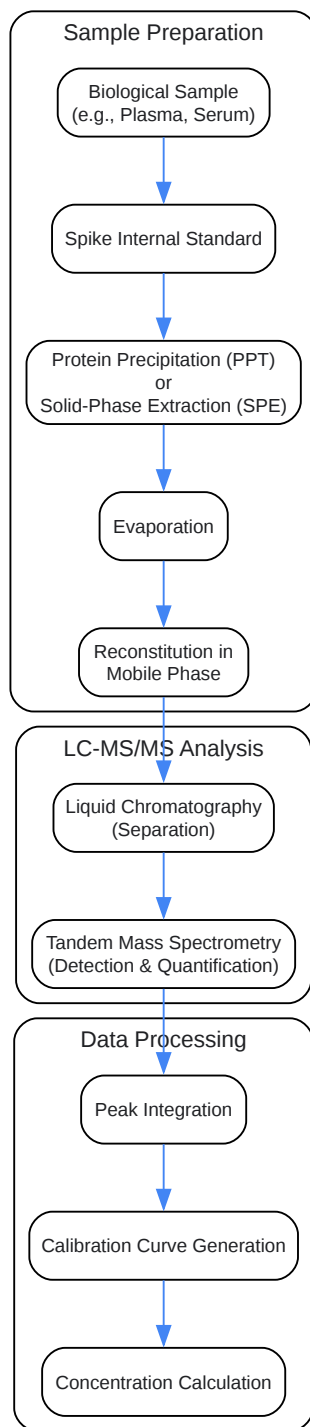 Sample Preparation
Biological Sample
(e.g., Plasma, Serum)
Spike Internal Standard
Protein Precipitation (PPT)
or
Solid-Phase Extraction (SPE)
Evaporation
Reconstitution in
Mobile Phase
LC-MS/MS Analysis
Liquid Chromatography
(Separation)
Tandem Mass Spectrometry
(Detection & Quantification)
Data Processing
Peak Integration
Calibration Curve Generation
Concentration Calculation